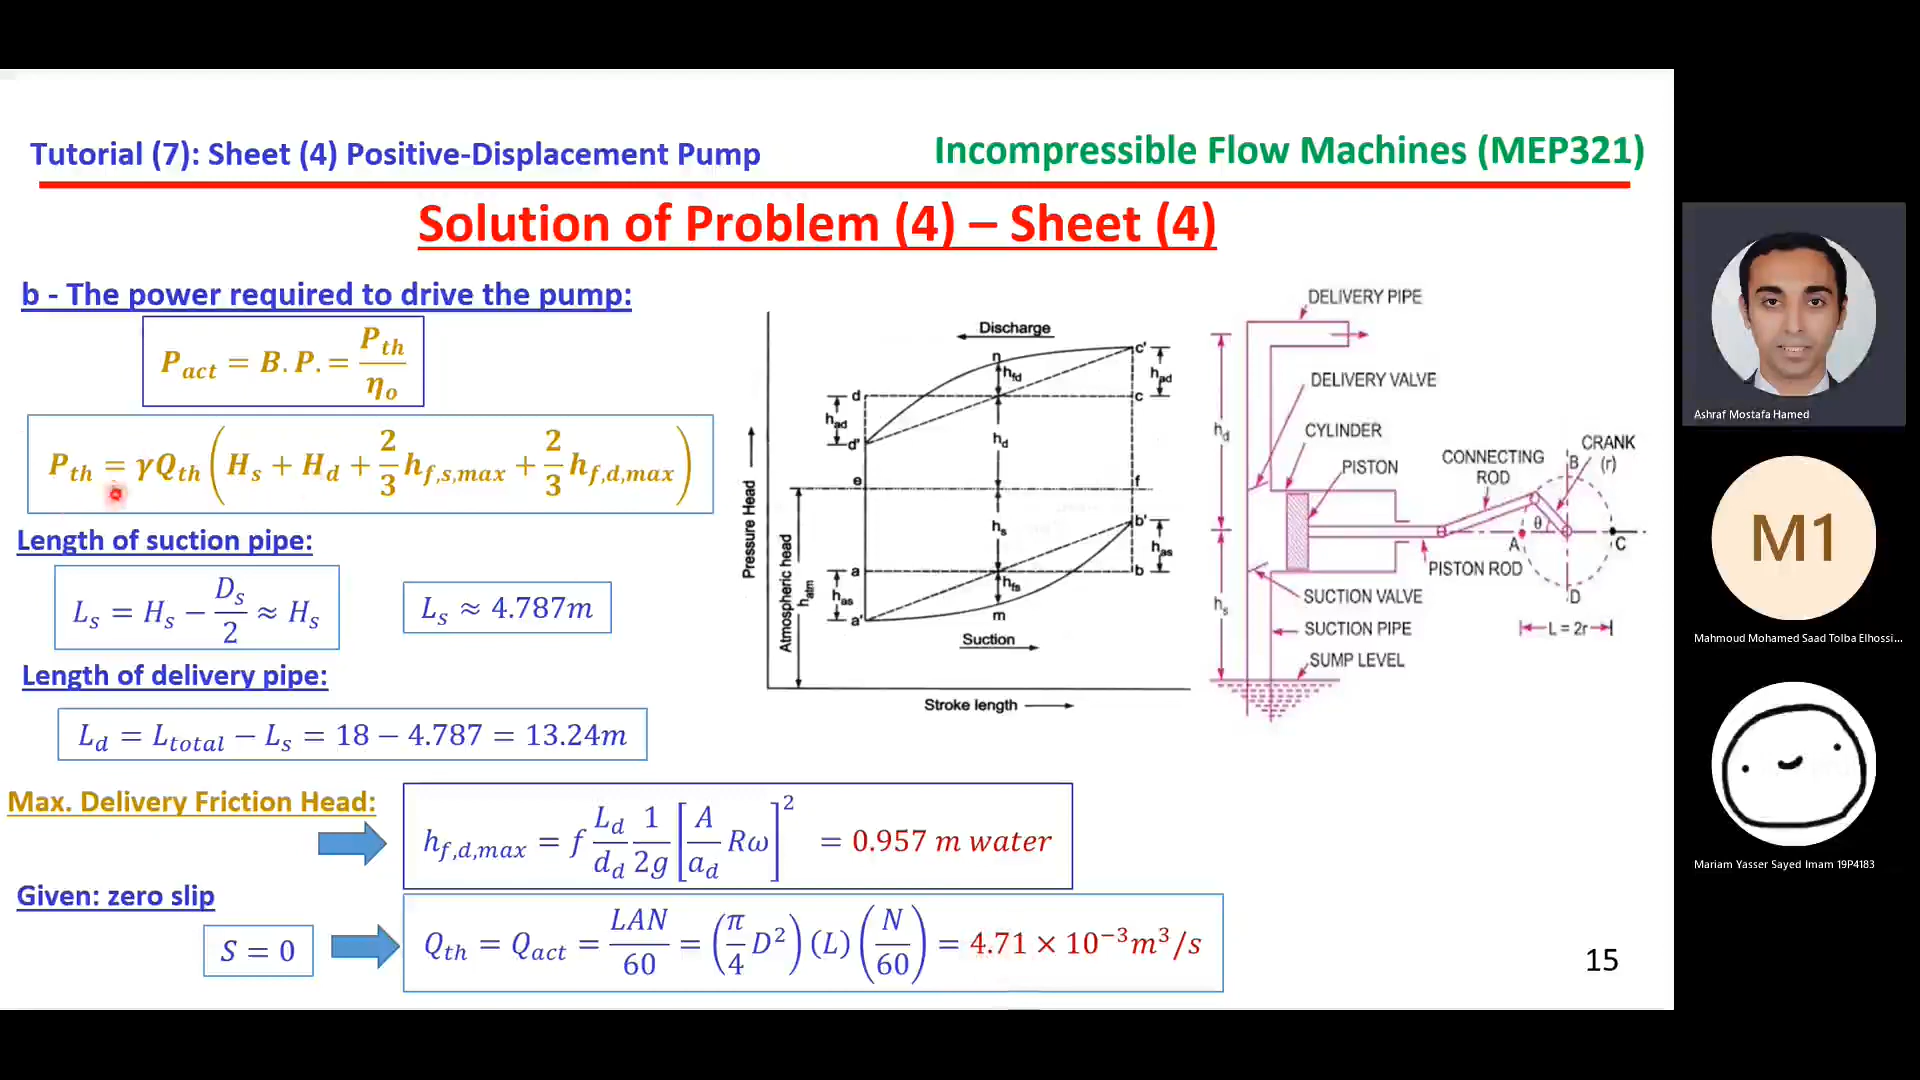 Tutorial (7): Sheet (4) Positive-Displacement Pump
Incompressible Flow Machines (MEP321)
Solution of Problem (4) – Sheet (4)
b - The power required to drive the pump:
P_act = B.P. = P_th / η_o
P_th = γQ_th (H_s + H_d + 2/3 h_f,s,max + 2/3 h_f,d,max)
Length of suction pipe:
L_s = H_s − D_s/2 ≈ H_s
L_s ≈ 4.787m
Length of delivery pipe:
L_d = L_total − L_s = 18 − 4.787 = 13.24m
Max. Delivery Friction Head:
h_f,d,max = f L_d/d_d 1/2g [A/a_d Rω]² = 0.957 m water
Given: zero slip
S = 0
Q_th = Q_act = LAN/60 = (π/4 D²)(L)(N/60) = 4.71 × 10⁻³m³/s
Discharge
n
c'
h_fd
h_ad
d
c
h_ad
d'
h_d
e
f
Pressure Head
Atmospheric head
h_atm
h_s
b'
h_as
a
b
h_as
h_fs
a'
m
Suction
Stroke length
DELIVERY PIPE
DELIVERY VALVE
h_d
CYLINDER
PISTON
CONNECTING
ROD
CRANK
(r)
B
θ
A
C
PISTON ROD
D
SUCTION VALVE
h_s
SUCTION PIPE
L = 2r
SUMP LEVEL
15
Ashraf Mostafa Hamed
M1
Mahmoud Mohamed Saad Tolba Elhossi...
Mariam Yasser Sayed Imam 19P4183